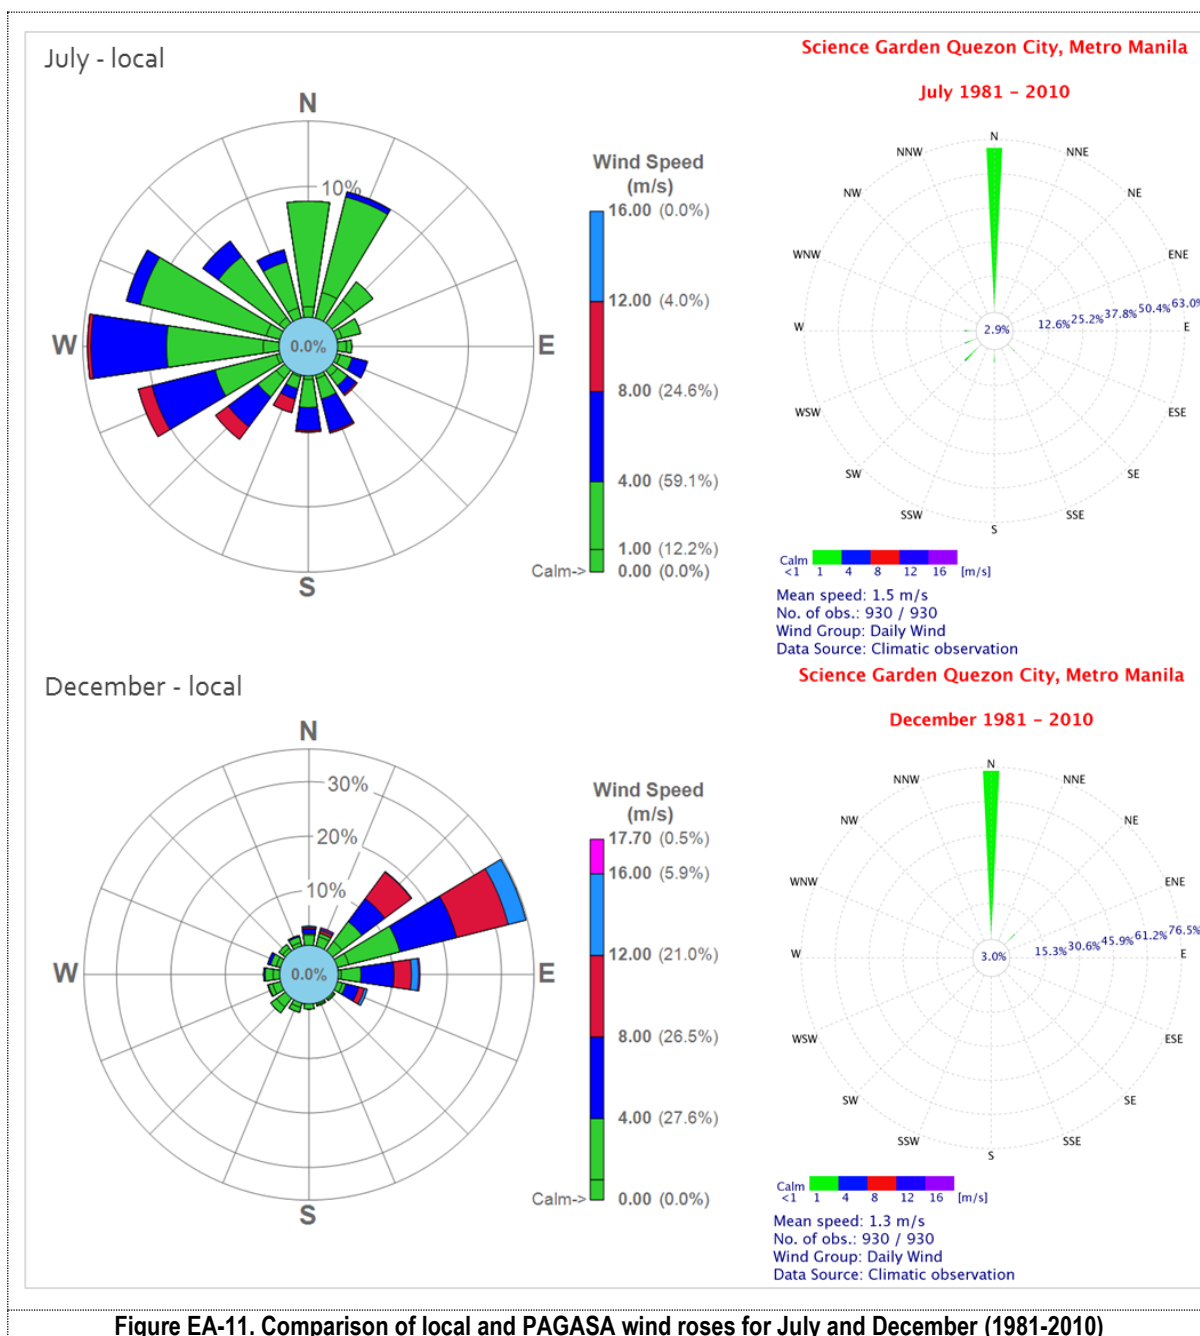 July - local
N
10%
W
0.0%
E
S
Wind Speed
(m/s)
16.00 (0.0%)
12.00 (4.0%)
8.00 (24.6%)
4.00 (59.1%)
1.00 (12.2%)
Calm-> 0.00 (0.0%)
Science Garden Quezon City, Metro Manila
July 1981 - 2010
N
NNW NNE
NW NE
WNW ENE
W 2.9% 12.6% 25.2% 37.8% 50.4% 63.0% E
WSW ESE
SW SE
SSW SSE
S
Calm
<1 1 4 8 12 16 [m/s]
Mean speed: 1.5 m/s
No. of obs.: 930 / 930
Wind Group: Daily Wind
Data Source: Climatic observation
December - local
N
30%
20%
10%
W
0.0%
E
S
Wind Speed
(m/s)
17.70 (0.5%)
16.00 (5.9%)
12.00 (21.0%)
8.00 (26.5%)
4.00 (27.6%)
Calm-> 0.00 (0.0%)
Science Garden Quezon City, Metro Manila
December 1981 - 2010
N
NNW NNE
NW NE
WNW ENE
W 3.0% 15.3% 30.6% 45.9% 61.2% 76.5% E
WSW ESE
SW SE
SSW SSE
S
Calm
<1 1 4 8 12 16 [m/s]
Mean speed: 1.3 m/s
No. of obs.: 930 / 930
Wind Group: Daily Wind
Data Source: Climatic observation
Figure EA-11. Comparison of local and PAGASA wind roses for July and December (1981-2010)